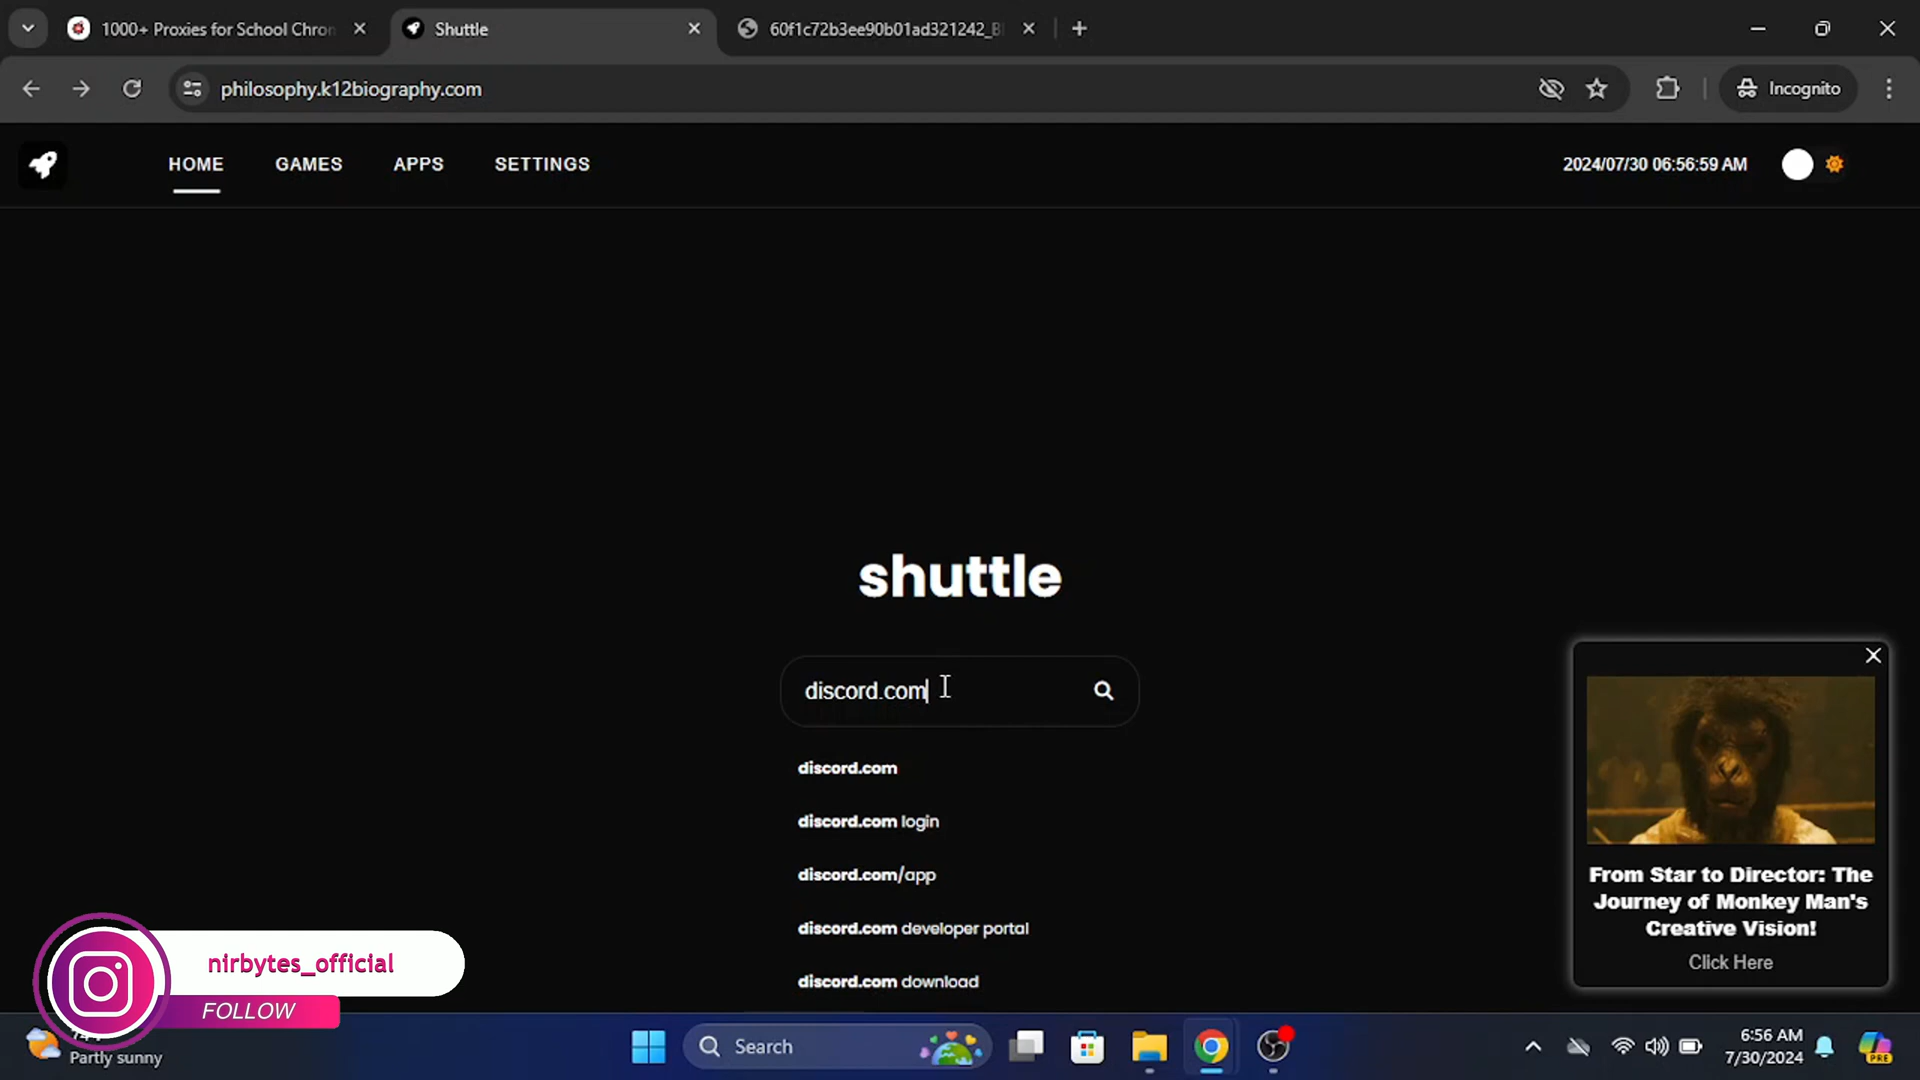 1000+ Proxies for School Chron
Shuttle
60f1c72b3ee90b01ad321242_B
philosophy.k12biography.com
Incognito
HOME
GAMES
APPS
SETTINGS
2024/07/30 06:56:59 AM
shuttle
discord.com
discord.com
discord.com login
discord.com/app
discord.com developer portal
discord.com download
From Star to Director: The
Journey of Monkey Man's
Creative Vision!
Click Here
nirbytes_official
FOLLOW
Partly sunny
Search
6:56 AM
7/30/2024
PRE